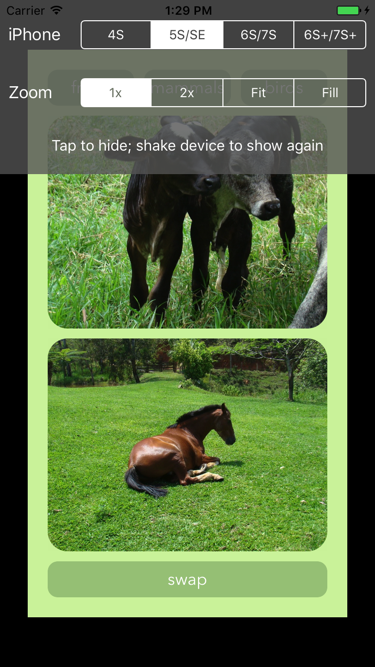 Carrier 1:29 PM
iPhone 4S 5S/SE 6S/7S 6S+/7S+
mammals birds
Zoom 1x 2x Fit Fill
Tap to hide; shake device to show again
swap